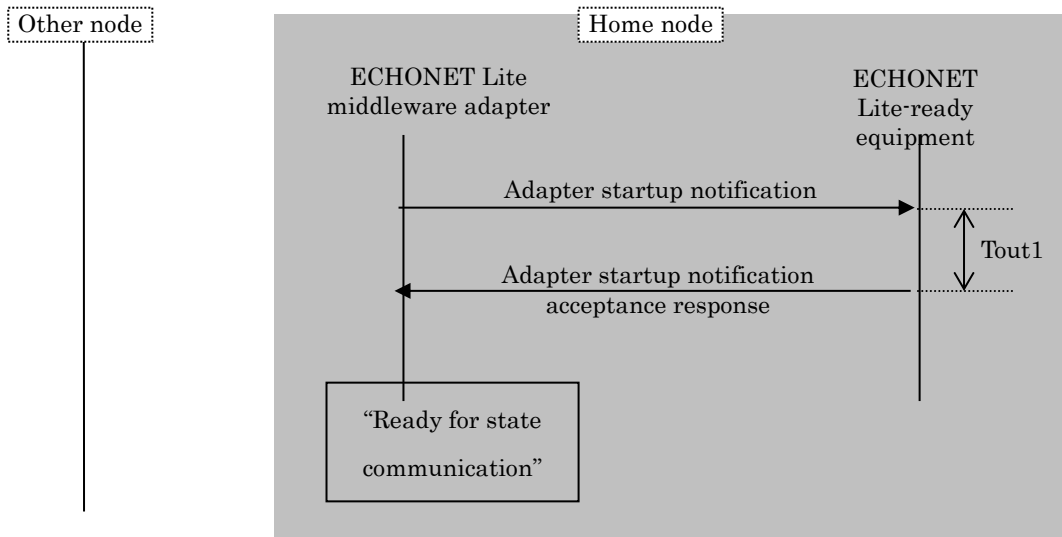 Other node
Home node
ECHONET Lite
middleware adapter
ECHONET
Lite-ready
equipment
Adapter startup notification
Tout1
Adapter startup notification
acceptance response
“Ready for state
communication”